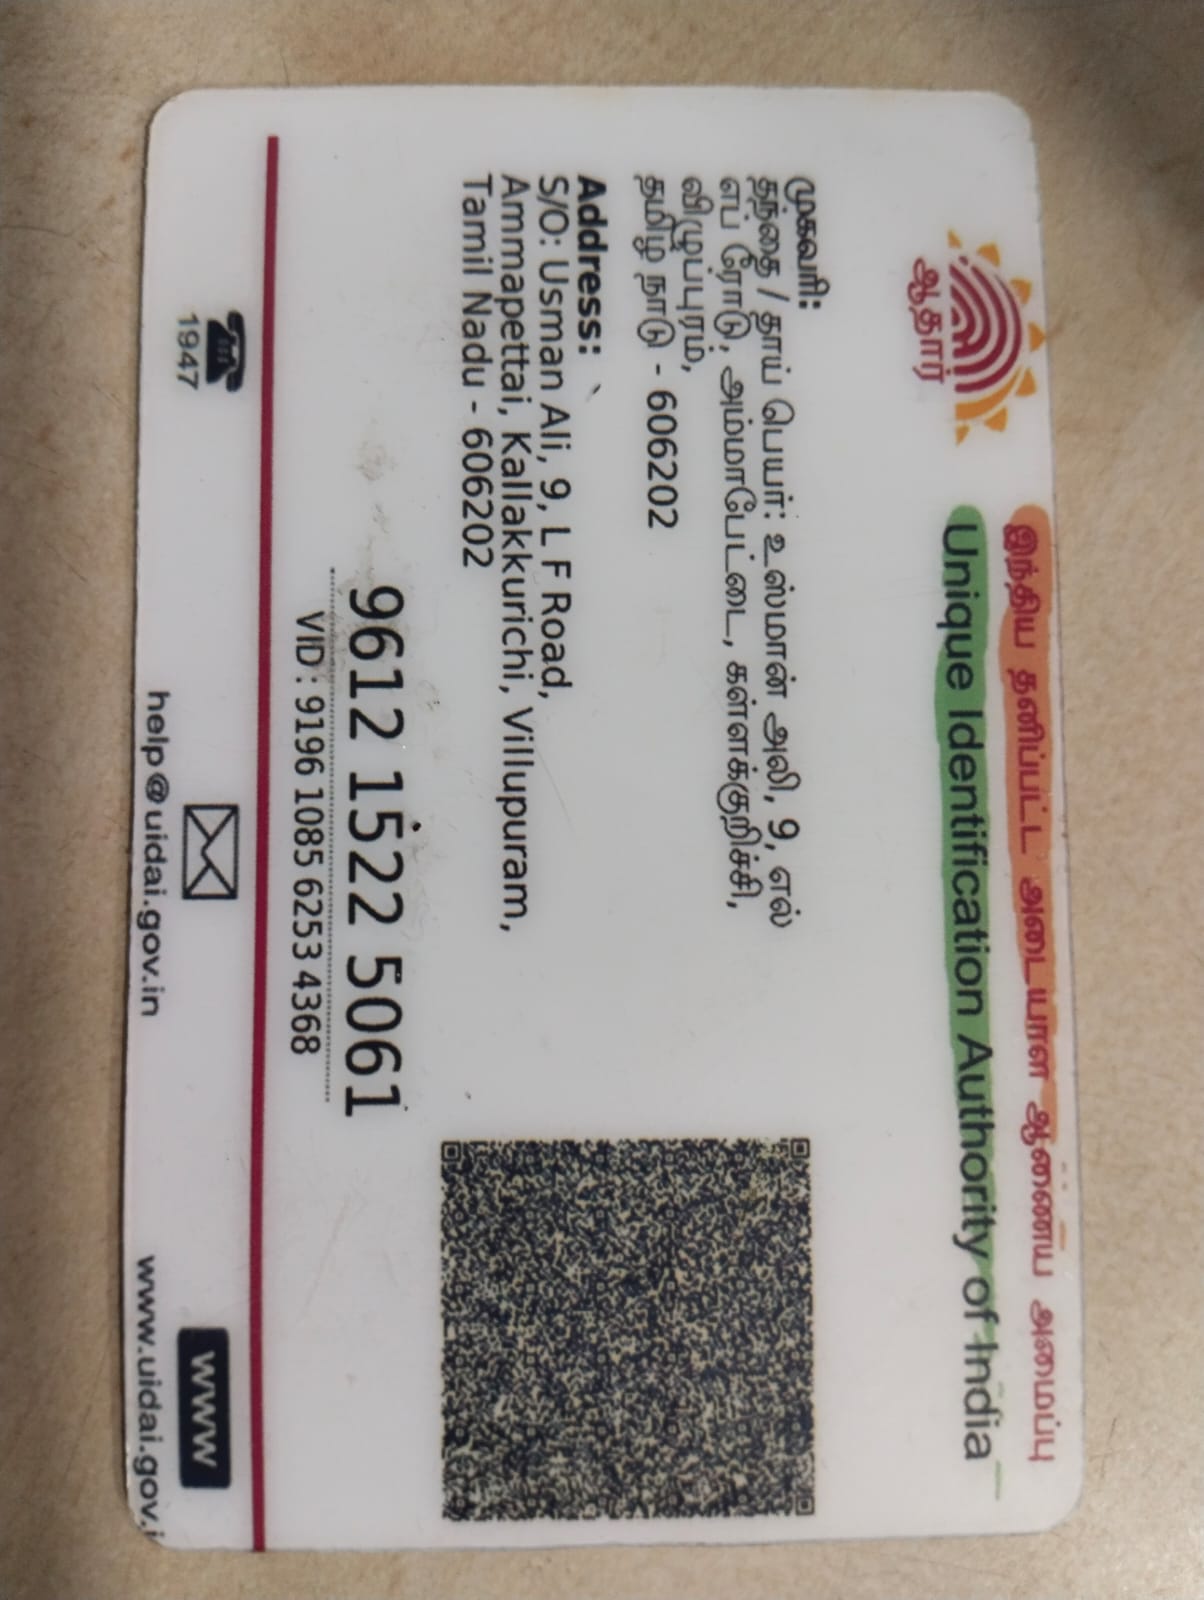 இந்திய தனிப்பட்ட அடையாள ஆணைய அமைப்பு
Unique Identification Authority of India
ஆதார்
முகவரி:
தந்தை / தாய் பெயர்: உஸ்மான் அலி, 9, எல்
எப் ரோடு, அம்மாபேட்டை, கள்ளக்குறிச்சி,
விழுப்புரம்,
தமிழ் நாடு - 606202
Address:
S/O: Usman Ali, 9, L F Road,
Ammapettai, Kallakkurichi, Villupuram,
Tamil Nadu - 606202
9612 1522 5061
VID : 9196 1085 6253 4368
1947
help@uidai.gov.in
www
www.uidai.gov.i